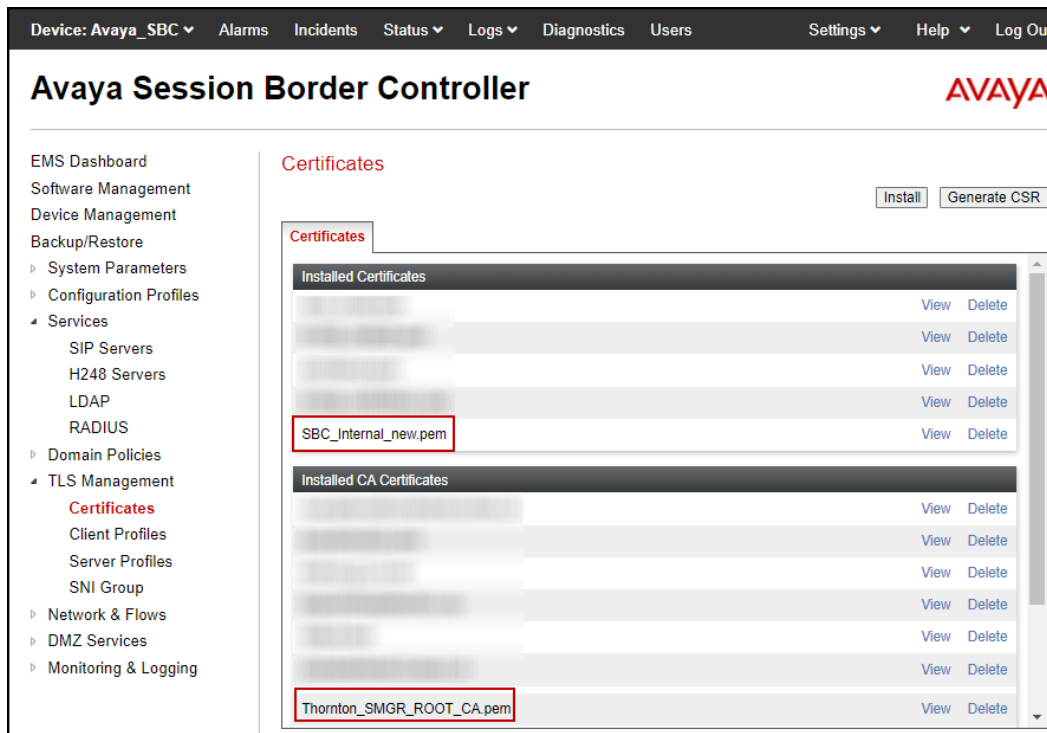 Device: Avaya_SBC Alarms Incidents Status Logs Diagnostics Users Settings Help Log Ou
Avaya Session Border Controller
AVAYA
EMS Dashboard
Software Management
Device Management
Backup/Restore
System Parameters
Configuration Profiles
Services
SIP Servers
H248 Servers
LDAP
RADIUS
Domain Policies
TLS Management
Certificates
Client Profiles
Server Profiles
SNI Group
Network & Flows
DMZ Services
Monitoring & Logging
Certificates
Install Generate CSR
Certificates
Installed Certificates
View Delete
View Delete
View Delete
View Delete
SBC_Internal_new.pem View Delete
Installed CA Certificates
View Delete
View Delete
View Delete
View Delete
View Delete
View Delete
Thornton_SMGR_ROOT_CA.pem View Delete